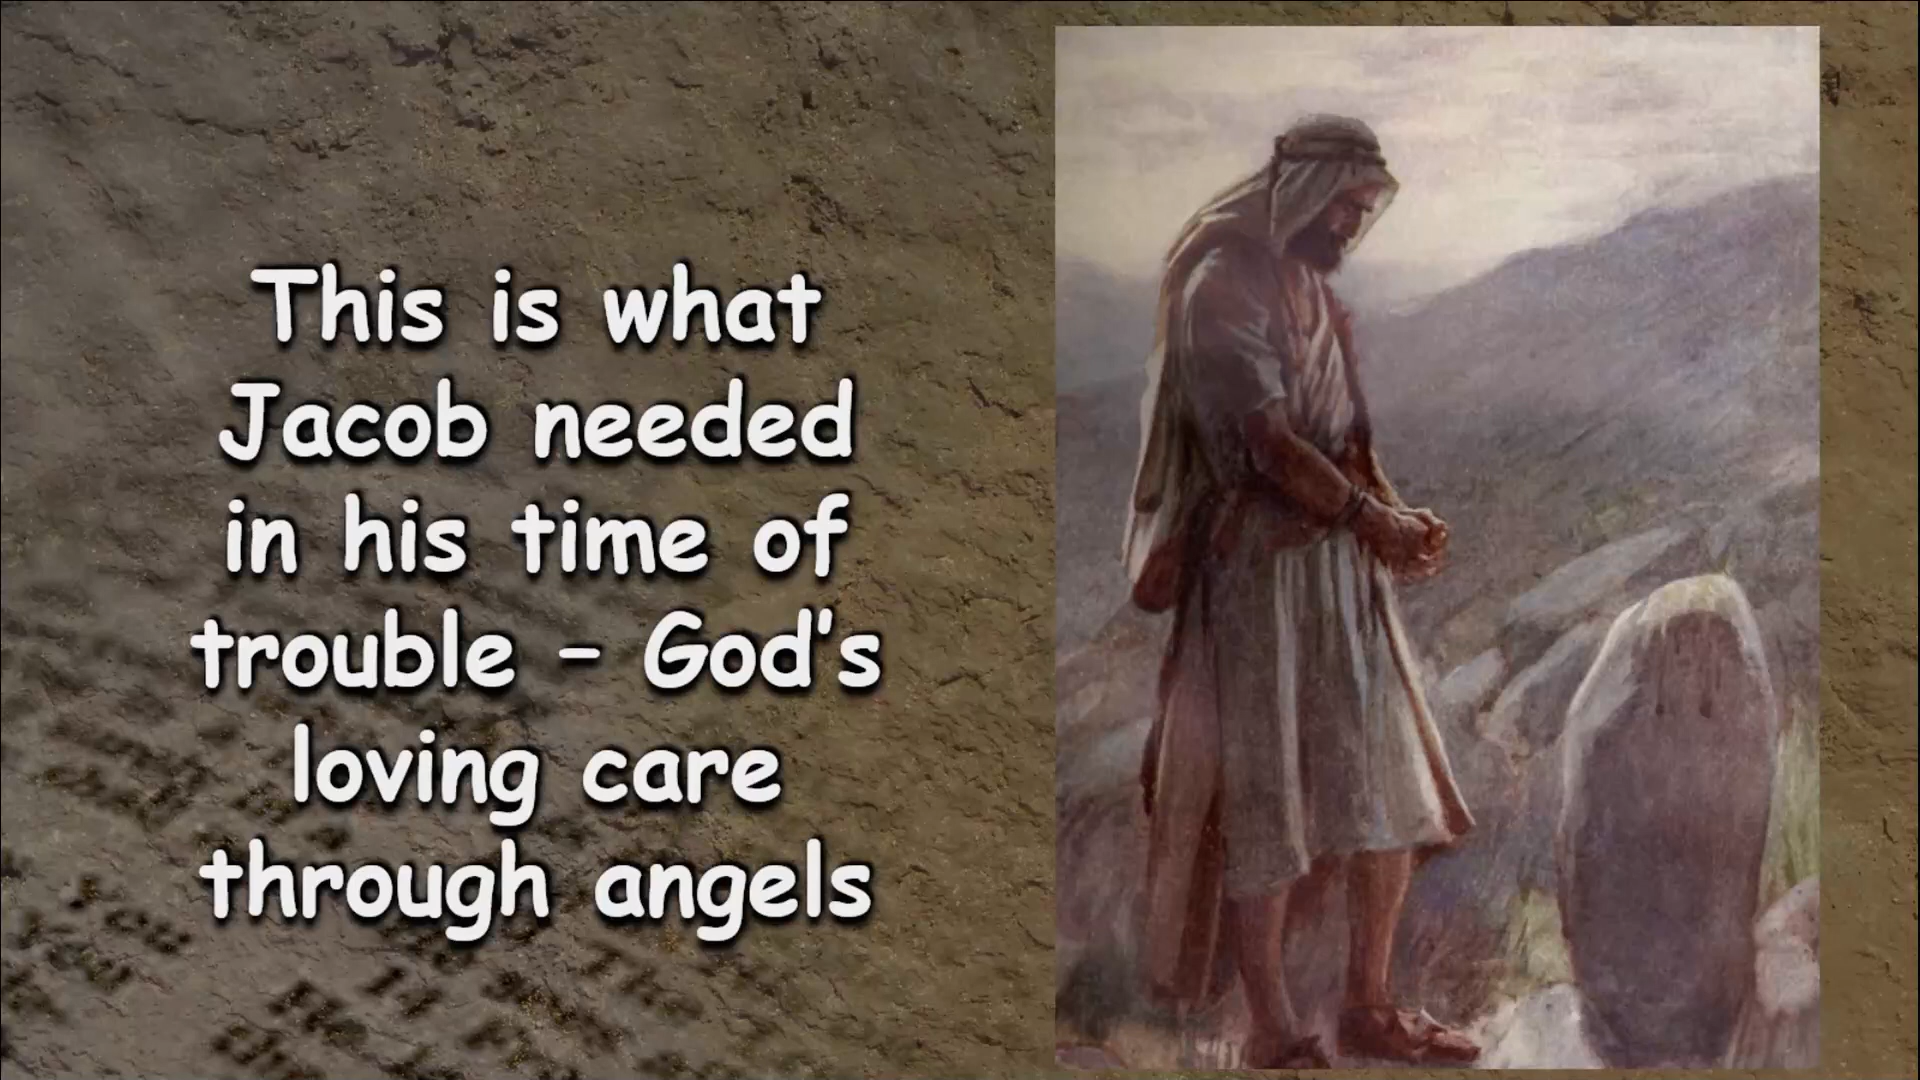 This is what
Jacob needed
in his time of
trouble – God's
loving care
through angels